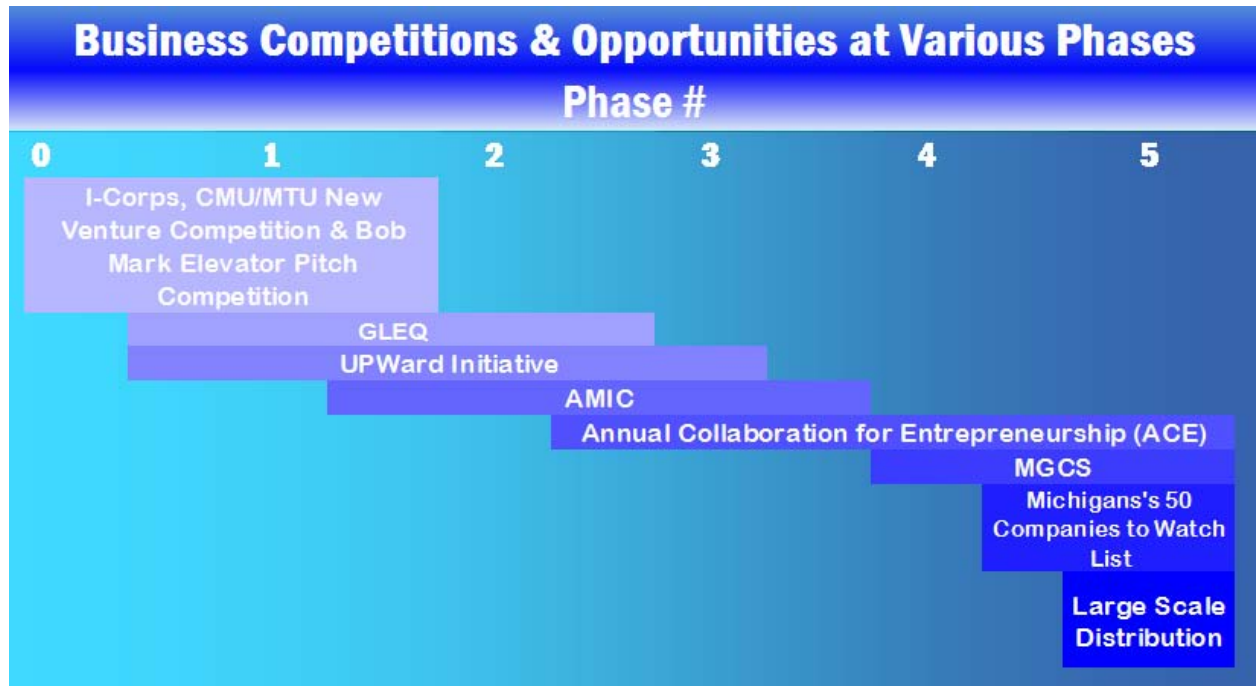 Business Competitions & Opportunities at Various Phases
Phase #
0 1 2 3 4 5
I-Corps, CMU/MTU New
Venture Competition & Bob
Mark Elevator Pitch
Competition
GLEQ
UPWard Initiative
AMIC
Annual Collaboration for Entrepreneurship (ACE)
MGCS
Michigans's 50
Companies to Watch
List
Large Scale
Distribution